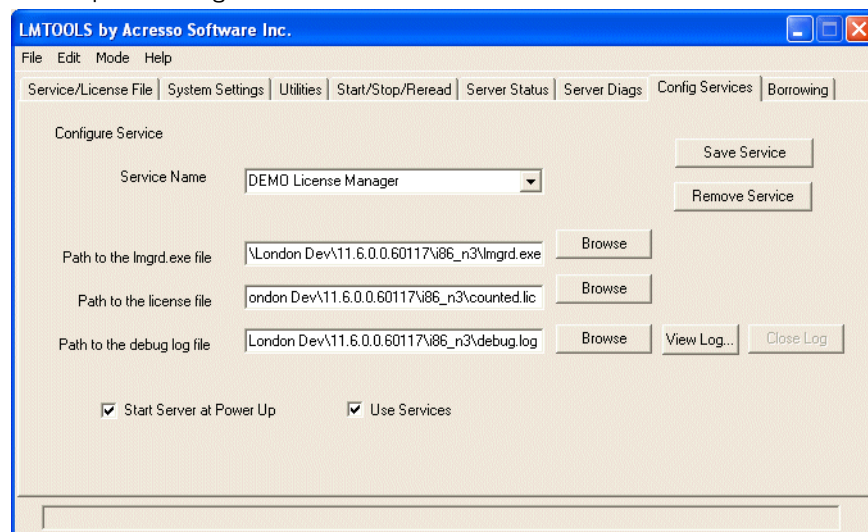 LMTOOLS by Acresso Software Inc.
File Edit Mode Help
Service/License File System Settings Utilities Start/Stop/Reread Server Status Server Diags Config Services Borrowing
Configure Service
Save Service
Service Name DEMO License Manager
Remove Service
Path to the lmgrd.exe file \London Dev\11.6.0.0.60117\i86_n3\lmgrd.exe Browse
Path to the license file ondon Dev\11.6.0.0.60117\i86_n3\counted.lic Browse
Path to the debug log file London Dev\11.6.0.0.60117\i86_n3\debug.log Browse View Log... Close Log
Start Server at Power Up Use Services